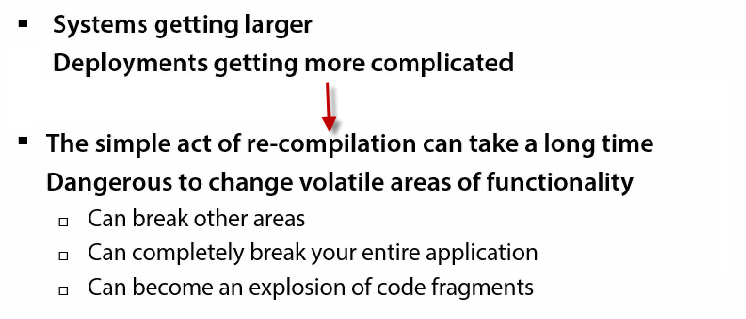 ▪ Systems getting larger
Deployments getting more complicated
▪ The simple act of re-compilation can take a long time
Dangerous to change volatile areas of functionality
□ Can break other areas
□ Can completely break your entire application
□ Can become an explosion of code fragments